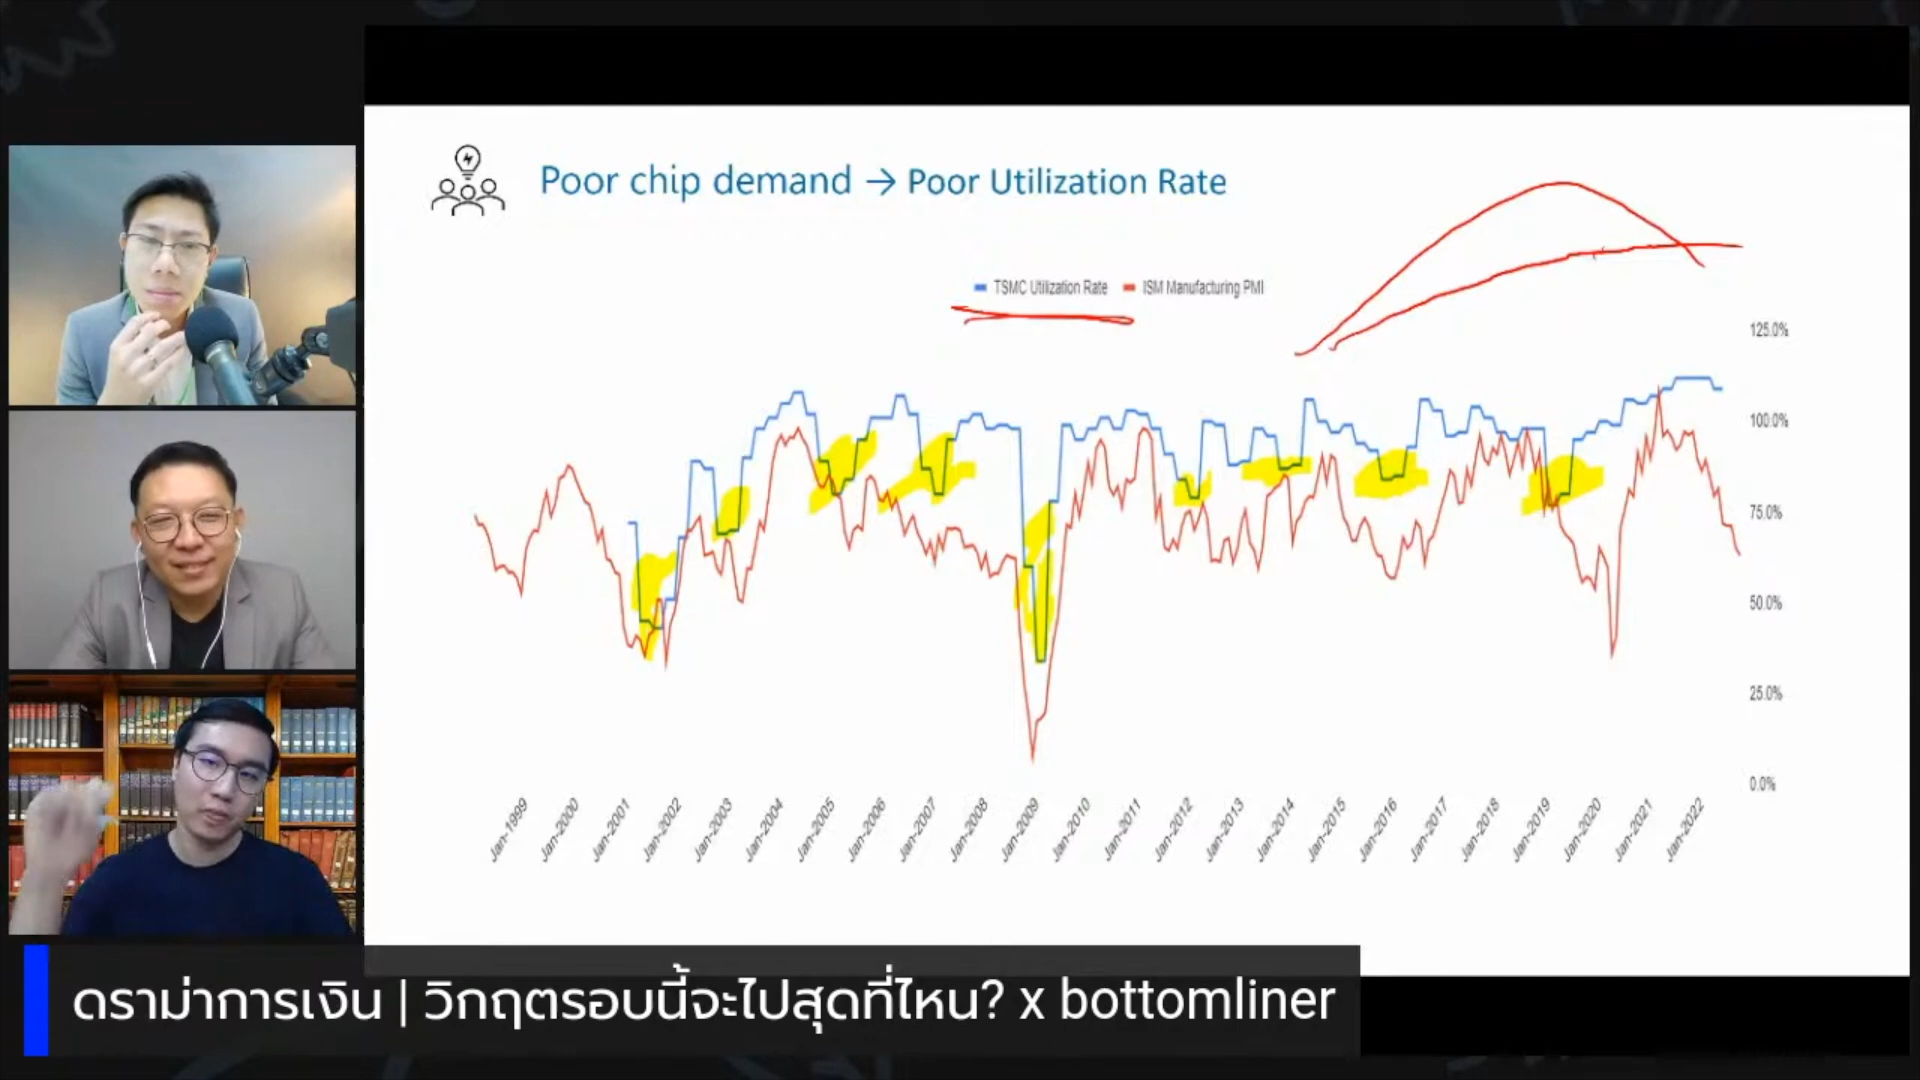 Poor chip demand → Poor Utilization Rate
TSMC Utilization Rate ISM Manufacturing PMI
125.0%
100.0%
75.0%
50.0%
25.0%
0.0%
Jan-1999 Jan-2000 Jan-2001 Jan-2002 Jan-2003 Jan-2004 Jan-2005 Jan-2006 Jan-2007 Jan-2008 Jan-2009 Jan-2010 Jan-2011 Jan-2012 Jan-2013 Jan-2014 Jan-2015 Jan-2016 Jan-2017 Jan-2018 Jan-2019 Jan-2020 Jan-2021 Jan-2022
ดราม่าการเงิน | วิกฤตรอบนี้จะไปสุดที่ไหน? x bottomliner